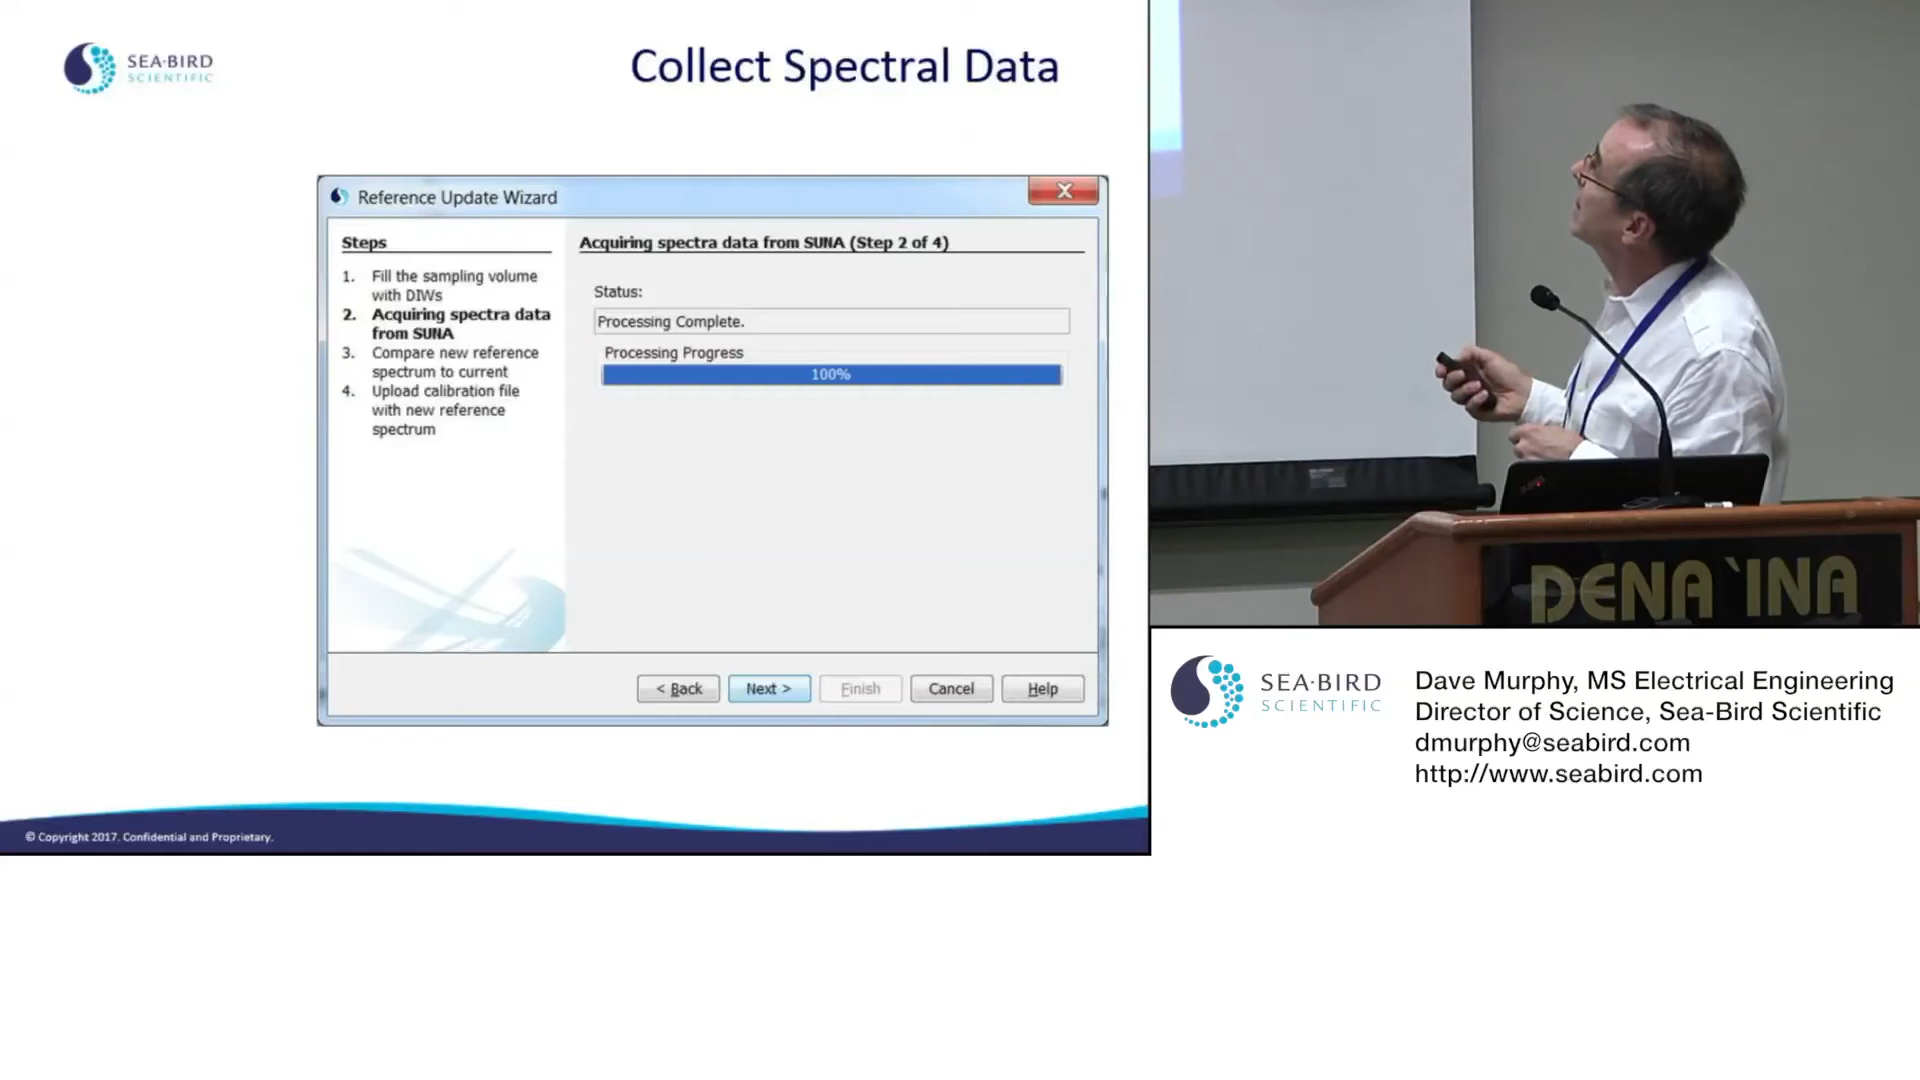 SEA·BIRD
SCIENTIFIC
Collect Spectral Data
Reference Update Wizard
Steps
1. Fill the sampling volume
with DIWs
2. Acquiring spectra data
from SUNA
3. Compare new reference
spectrum to current
4. Upload calibration file
with new reference
spectrum
Acquiring spectra data from SUNA (Step 2 of 4)
Status:
Processing Complete.
Processing Progress
100%
< Back
Next >
Finish
Cancel
Help
© Copyright 2017. Confidential and Proprietary.
DENA`INA
SEA·BIRD
SCIENTIFIC
Dave Murphy, MS Electrical Engineering
Director of Science, Sea-Bird Scientific
dmurphy@seabird.com
http://www.seabird.com